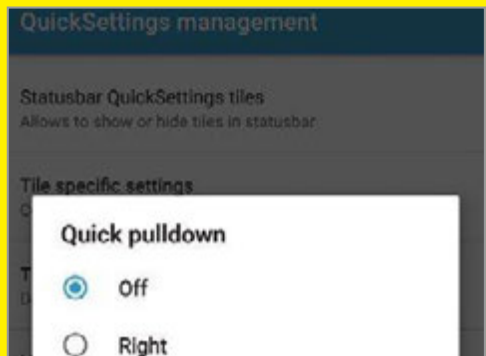 QuickSettings management
Statusbar QuickSettings tiles
Allows to show or hide tiles in statusbar
Tile specific settings
Quick pulldown
Off
Right